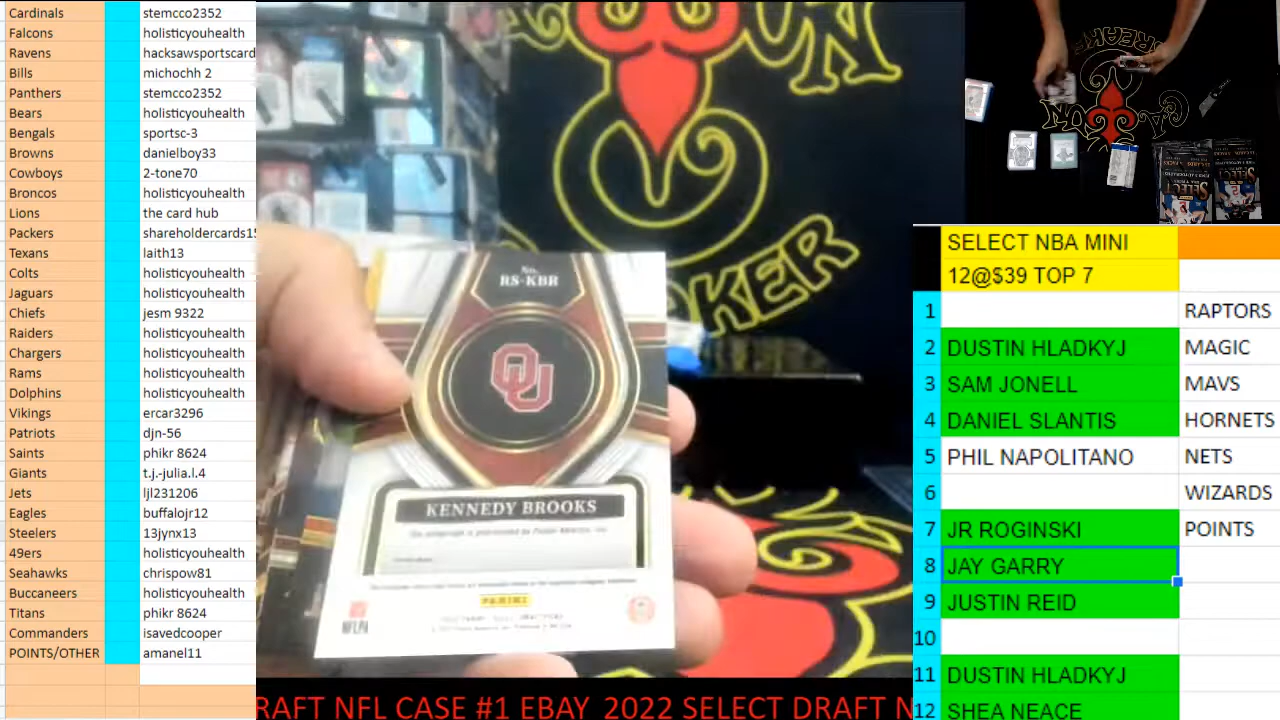 Cardinals stemcco2352
Falcons holisticyouhealth
Ravens hacksawsportscard
Bills michochh 2
Panthers stemcco2352
Bears holisticyouhealth
Bengals sportsc-3
Browns danielboy33
Cowboys 2-tone70
Broncos holisticyouhealth
Lions the card hub
Packers shareholdercards15
Texans laith13
Colts holisticyouhealth
Jaguars holisticyouhealth
Chiefs jesm 9322
Raiders holisticyouhealth
Chargers holisticyouhealth
Rams holisticyouhealth
Dolphins holisticyouhealth
Vikings ercar3296
Patriots djn-56
Saints phikr 8624
Giants t.j.-julia.l.4
Jets ljl231206
Eagles buffalojr12
Steelers 13jynx13
49ers holisticyouhealth
Seahawks chrispow81
Buccaneers holisticyouhealth
Titans phikr 8624
Commanders isavedcooper
POINTS/OTHER amanel11
No.
RS-KBR
OU
KENNEDY BROOKS
PANINI
NFLPA
KER
SELECT
SELECT NBA MINI
12@$39 TOP 7
1 RAPTORS
2 DUSTIN HLADKYJ MAGIC
3 SAM JONELL MAVS
4 DANIEL SLANTIS HORNETS
5 PHIL NAPOLITANO NETS
6 WIZARDS
7 JR ROGINSKI POINTS
8 JAY GARRY
9 JUSTIN REID
10
11 DUSTIN HLADKYJ
12 SHEA NEACE
RAFT NFL CASE #1 EBAY 2022 SELECT DRAFT N